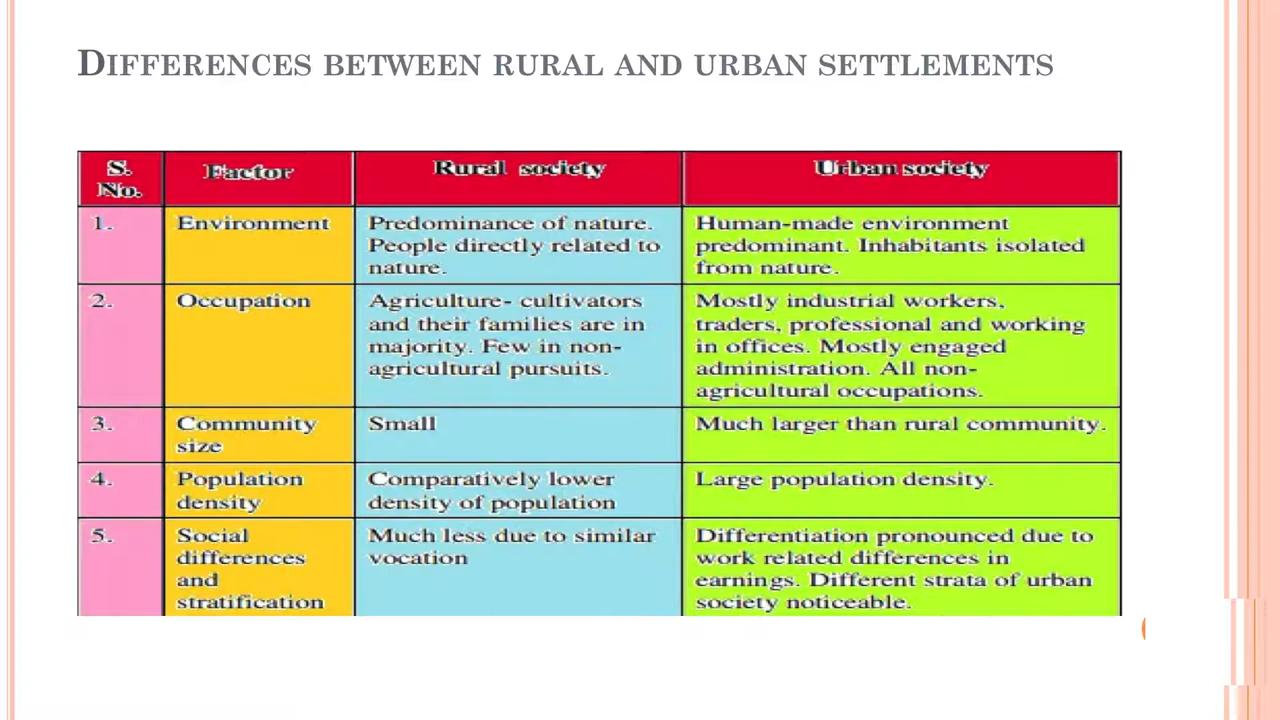 DIFFERENCES BETWEEN RURAL AND URBAN SETTLEMENTS
S. No.
Factor
Rural society
Urban society
1.
Environment
Predominance of nature.
People directly related to
nature.
Human-made environment
predominant. Inhabitants isolated
from nature.
2.
Occupation
Agriculture- cultivators
and their families are in
majority. Few in non-
agricultural pursuits.
Mostly industrial workers,
traders, professional and working
in offices. Mostly engaged
administration. All non-
agricultural occupations.
3.
Community
size
Small
Much larger than rural community.
4.
Population
density
Comparatively lower
density of population
Large population density.
5.
Social
differences
and
stratification
Much less due to similar
vocation
Differentiation pronounced due to
work related differences in
earnings. Different strata of urban
society noticeable.